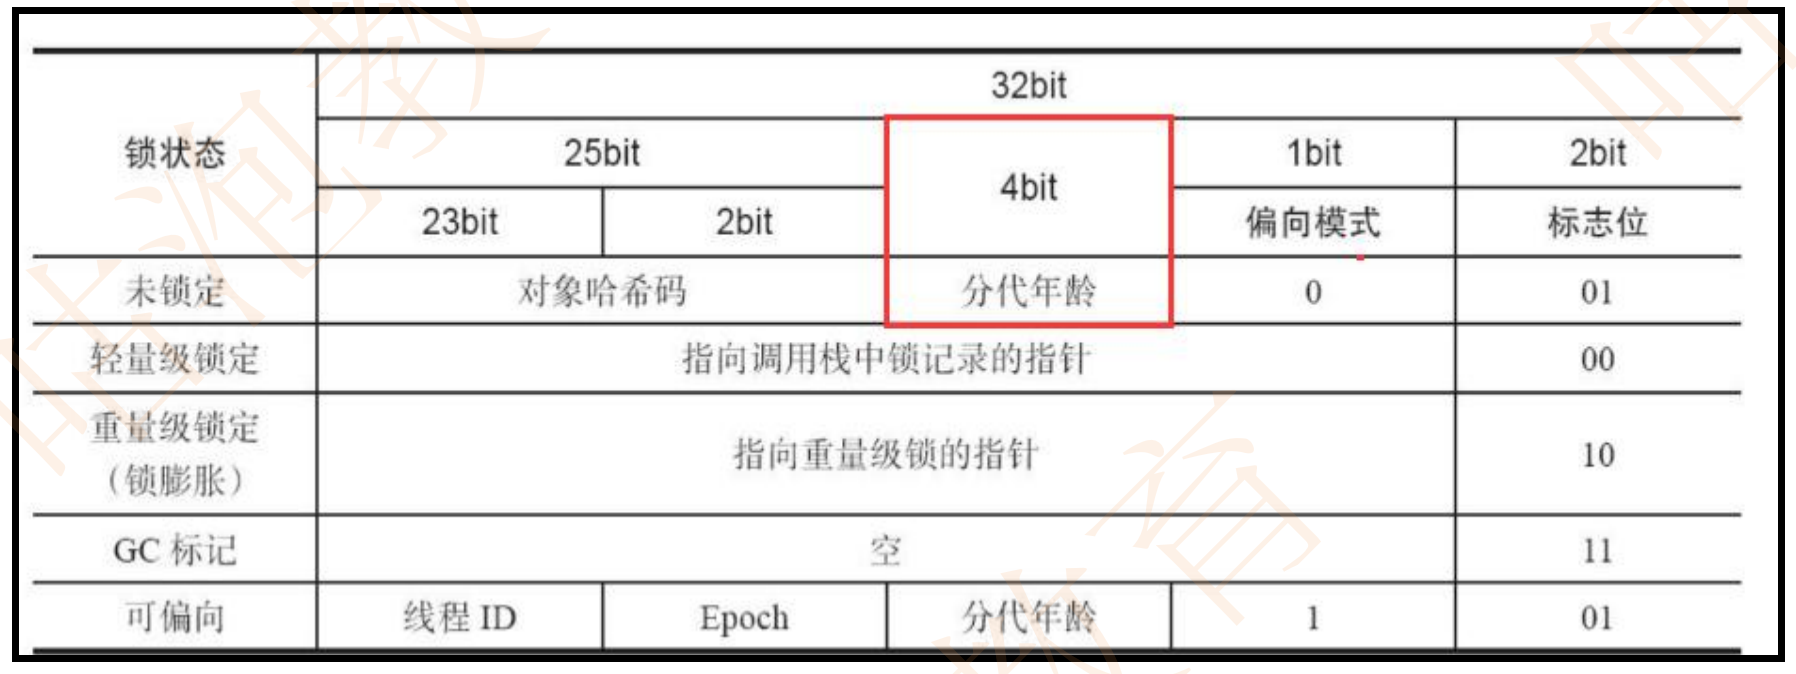 32bit
锁状态 25bit 4bit 1bit 2bit
23bit 2bit 偏向模式 标志位
未锁定 对象哈希码 分代年龄 0 01
轻量级锁定 指向调用栈中锁记录的指针 00
重量级锁定
（锁膨胀） 指向重量级锁的指针 10
GC 标记 空 11
可偏向 线程 ID Epoch 分代年龄 1 01